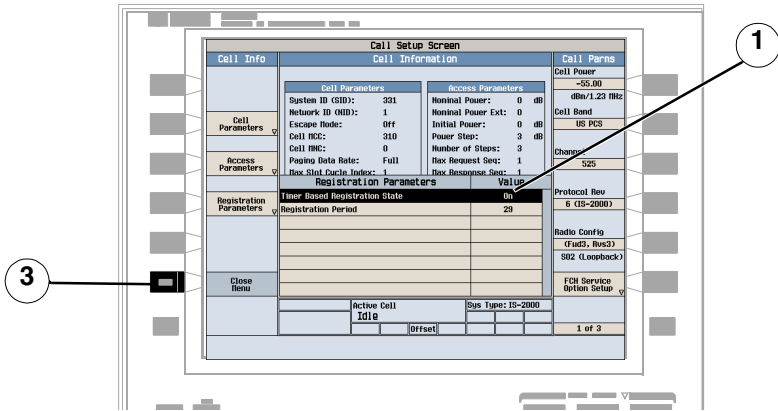 Call Setup Screen
Cell Info
Cell Information
Call Parms
Cell Parameters
System ID (SID): 331
Network ID (NID): 1
Escape Mode: Off
Cell MCC: 310
Cell MNC: 0
Paging Data Rate: Full
Max Slot Cycle Index: 1
Access Parameters
Nominal Power: 0 dB
Nominal Power Ext: 0
Initial Power: 0 dB
Power Step: 3 dB
Number of Steps: 3
Max Request Seq: 1
Max Response Seq: 1
Cell
Parameters
Access
Parameters
Registration
Parameters
Close
Menu
Registration Parameters Value
Timer Based Registration State On
Registration Period 29
Cell Power
-55.00
dBm/1.23 MHz
Cell Band
US PCS
Channel
525
Protocol Rev
6 (IS-2000)
Radio Config
(Fwd3, Rvs3)
SO2 (Loopback)
FCH Service
Option Setup
1 of 3
Active Cell
Idle
Sys Type: IS-2000
Offset
1
3